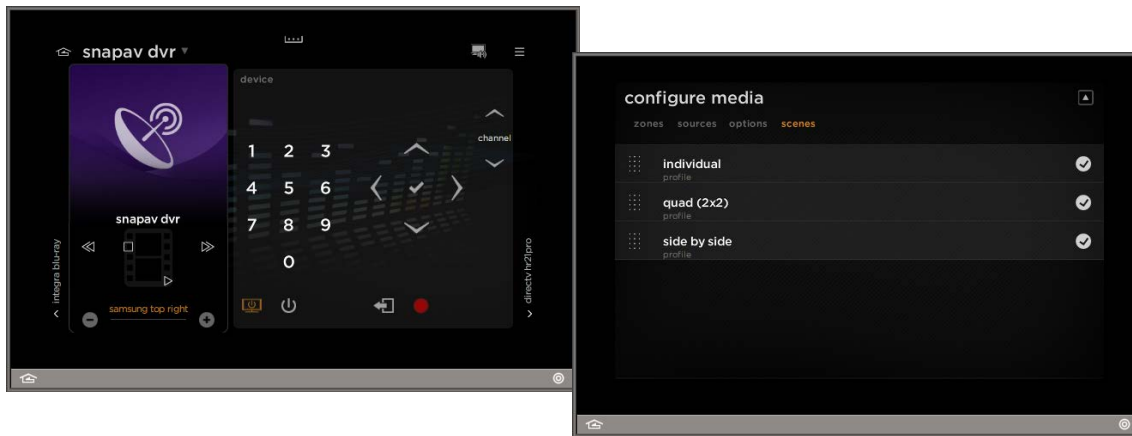 snapav dvr
device
channel
1 2 3
4 5 6
7 8 9
0
snapav dvr
samsung top right
integra blu-ray
directv hr21pro
configure media
zones sources options scenes
individual
profile
quad (2x2)
profile
side by side
profile